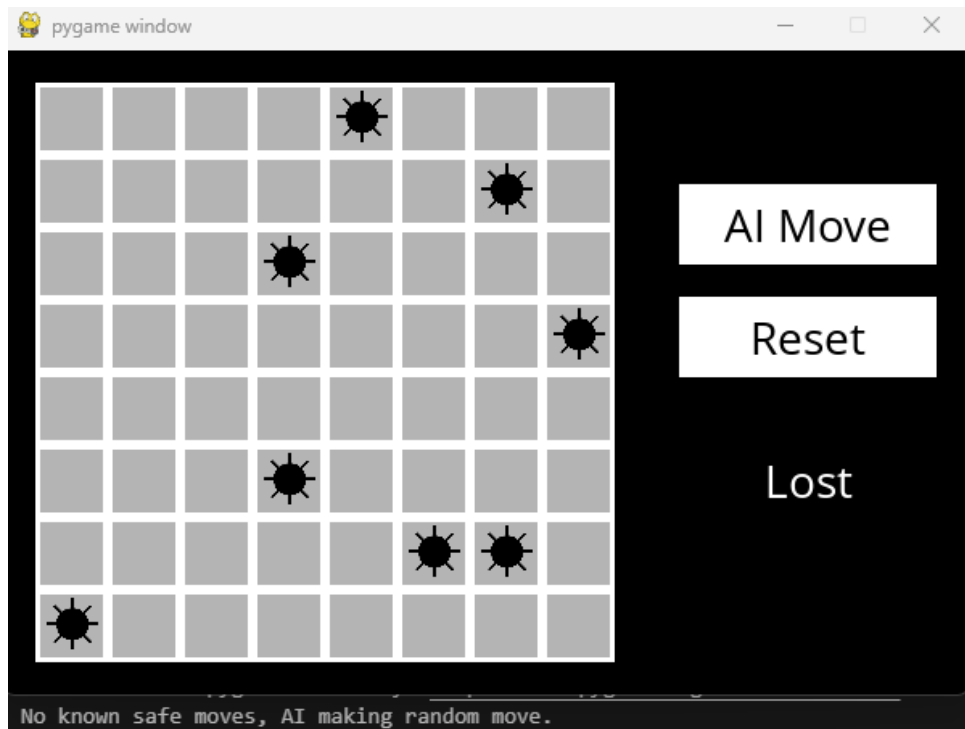 pygame window
AI Move
Reset
Lost
No known safe moves, AI making random move.